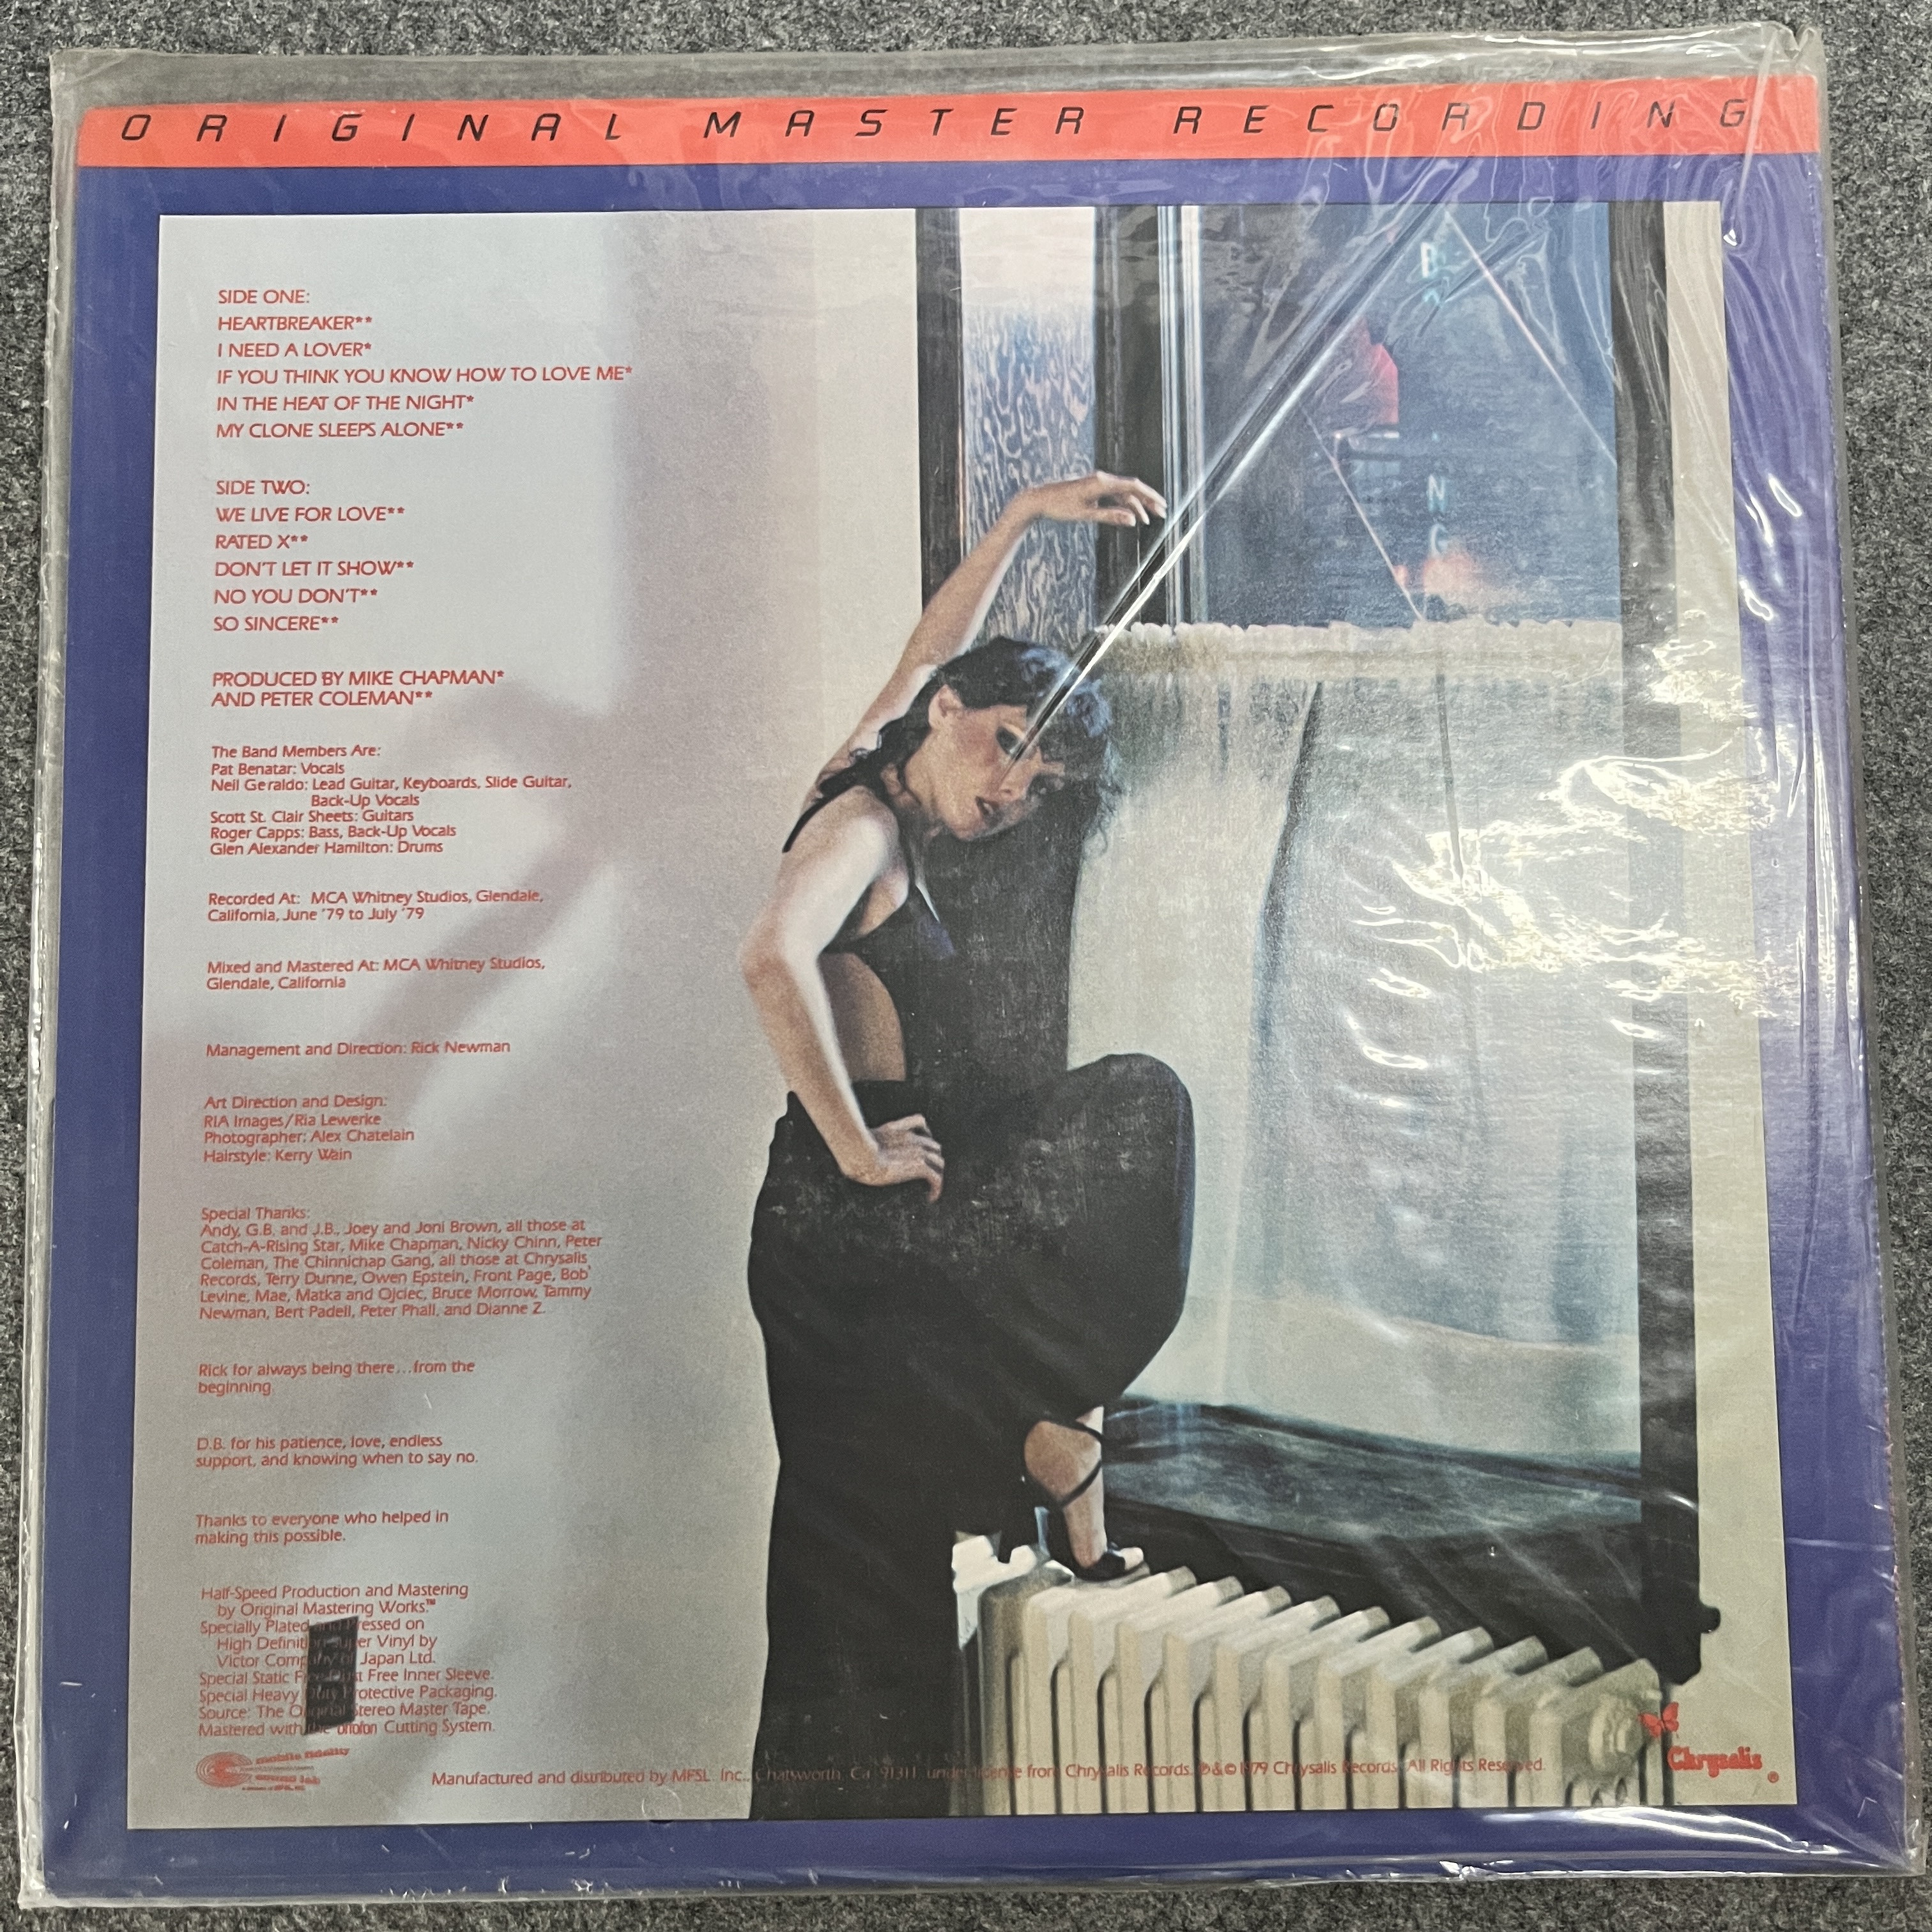 ORIGINAL MASTER RECORDING
SIDE ONE:
HEARTBREAKER**
I NEED A LOVER*
IF YOU THINK YOU KNOW HOW TO LOVE ME*
IN THE HEAT OF THE NIGHT*
MY CLONE SLEEPS ALONE**
SIDE TWO:
WE LIVE FOR LOVE**
RATED X**
DON'T LET IT SHOW**
NO YOU DON'T**
SO SINCERE**
PRODUCED BY MIKE CHAPMAN*
AND PETER COLEMAN**
The Band Members Are:
Pat Benatar: Vocals
Neil Geraldo: Lead Guitar, Keyboards, Slide Guitar,
Back-Up Vocals
Scott St. Clair Sheets: Guitars
Roger Capps: Bass, Back-Up Vocals
Glen Alexander Hamilton: Drums
Recorded At: MCA Whitney Studios, Glendale,
California, June '79 to July '79
Mixed and Mastered At: MCA Whitney Studios,
Glendale, California
Management and Direction: Rick Newman
Art Direction and Design:
RIA Images/Ria Lewerke
Photographer: Alex Chatelain
Hairstyle: Kerry Wain
Special Thanks:
Andy, G.B. and J.B., Joey and Joni Brown, all those at
Catch-A-Rising Star, Mike Chapman, Nicky Chinn, Peter
Coleman, The Chinnichap Gang, all those at Chrysalis
Records, Terry Dunne, Owen Epstein, Front Page, Bob
Levine, Mae, Matka and Ojciec, Bruce Morrow, Tammy
Newman, Bert Padell, Peter Phall, and Dianne Z.
Rick for always being there...from the
beginning
D.B. for his patience, love, endless
support, and knowing when to say no.
Thanks to everyone who helped in
making this possible.
Half-Speed Production and Mastering
by Original Mastering Works.™
Specially Plated and Pressed on
High Definition Super Vinyl by
Victor Company of Japan Ltd.
Special Static Free-Dust Free Inner Sleeve.
Special Heavy Duty Protective Packaging.
Source: The Original Stereo Master Tape.
Mastered with the Ortofon Cutting System.
mobile fidelity
sound lab
Manufactured and distributed by MFSL. Inc., Chatsworth, Ca 91311 under license from Chrysalis Records. ℗&© 1979 Chrysalis Records. All Rights Reserved.
Chrysalis ®